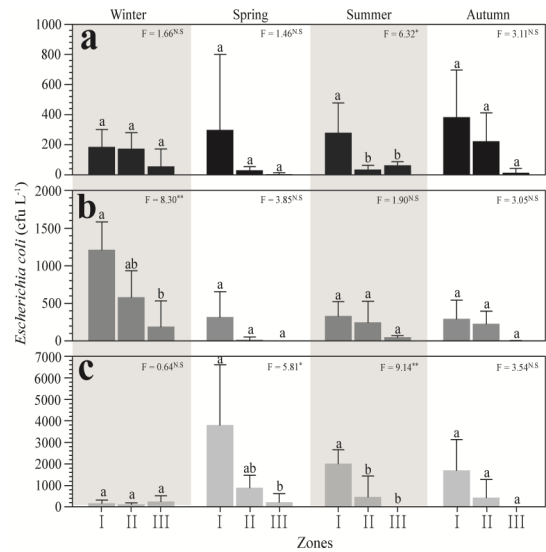 Winter Spring Summer Autumn
a
F = 1.66N.S F = 1.46N.S F = 6.32* F = 3.11N.S
1000
800
600
400
200
0
a a a a a a a b b a a a
b
F = 8.30** F = 3.85N.S F = 1.90N.S F = 3.05N.S
2000
1500
1000
500
0
a ab b a a a a a a a a a
c
F = 0.64N.S F = 5.81* F = 9.14** F = 3.54N.S
7000
6000
5000
4000
3000
2000
1000
0
a a a a ab b a b b a a a
I II III I II III I II III I II III
Zones
Escherichia coli (cfu L-1)